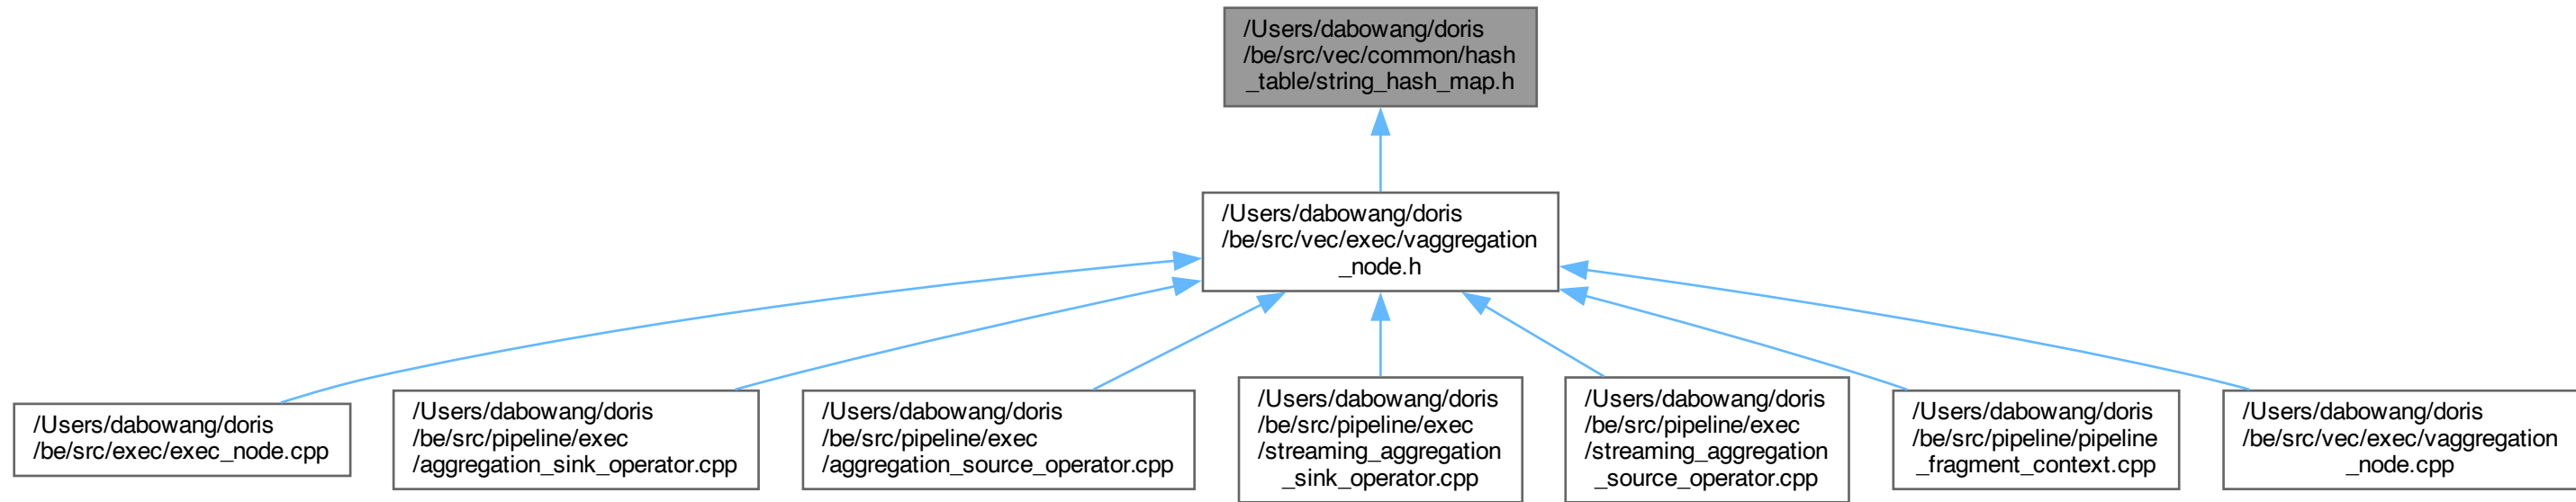 /Users/dabowang/doris
/be/src/vec/common/hash
_table/string_hash_map.h
/Users/dabowang/doris
/be/src/vec/exec/vaggregation
_node.h
/Users/dabowang/doris
/be/src/exec/exec_node.cpp
/Users/dabowang/doris
/be/src/pipeline/exec
/aggregation_sink_operator.cpp
/Users/dabowang/doris
/be/src/pipeline/exec
/aggregation_source_operator.cpp
/Users/dabowang/doris
/be/src/pipeline/exec
/streaming_aggregation
_sink_operator.cpp
/Users/dabowang/doris
/be/src/pipeline/exec
/streaming_aggregation
_source_operator.cpp
/Users/dabowang/doris
/be/src/pipeline/pipeline
_fragment_context.cpp
/Users/dabowang/doris
/be/src/vec/exec/vaggregation
_node.cpp